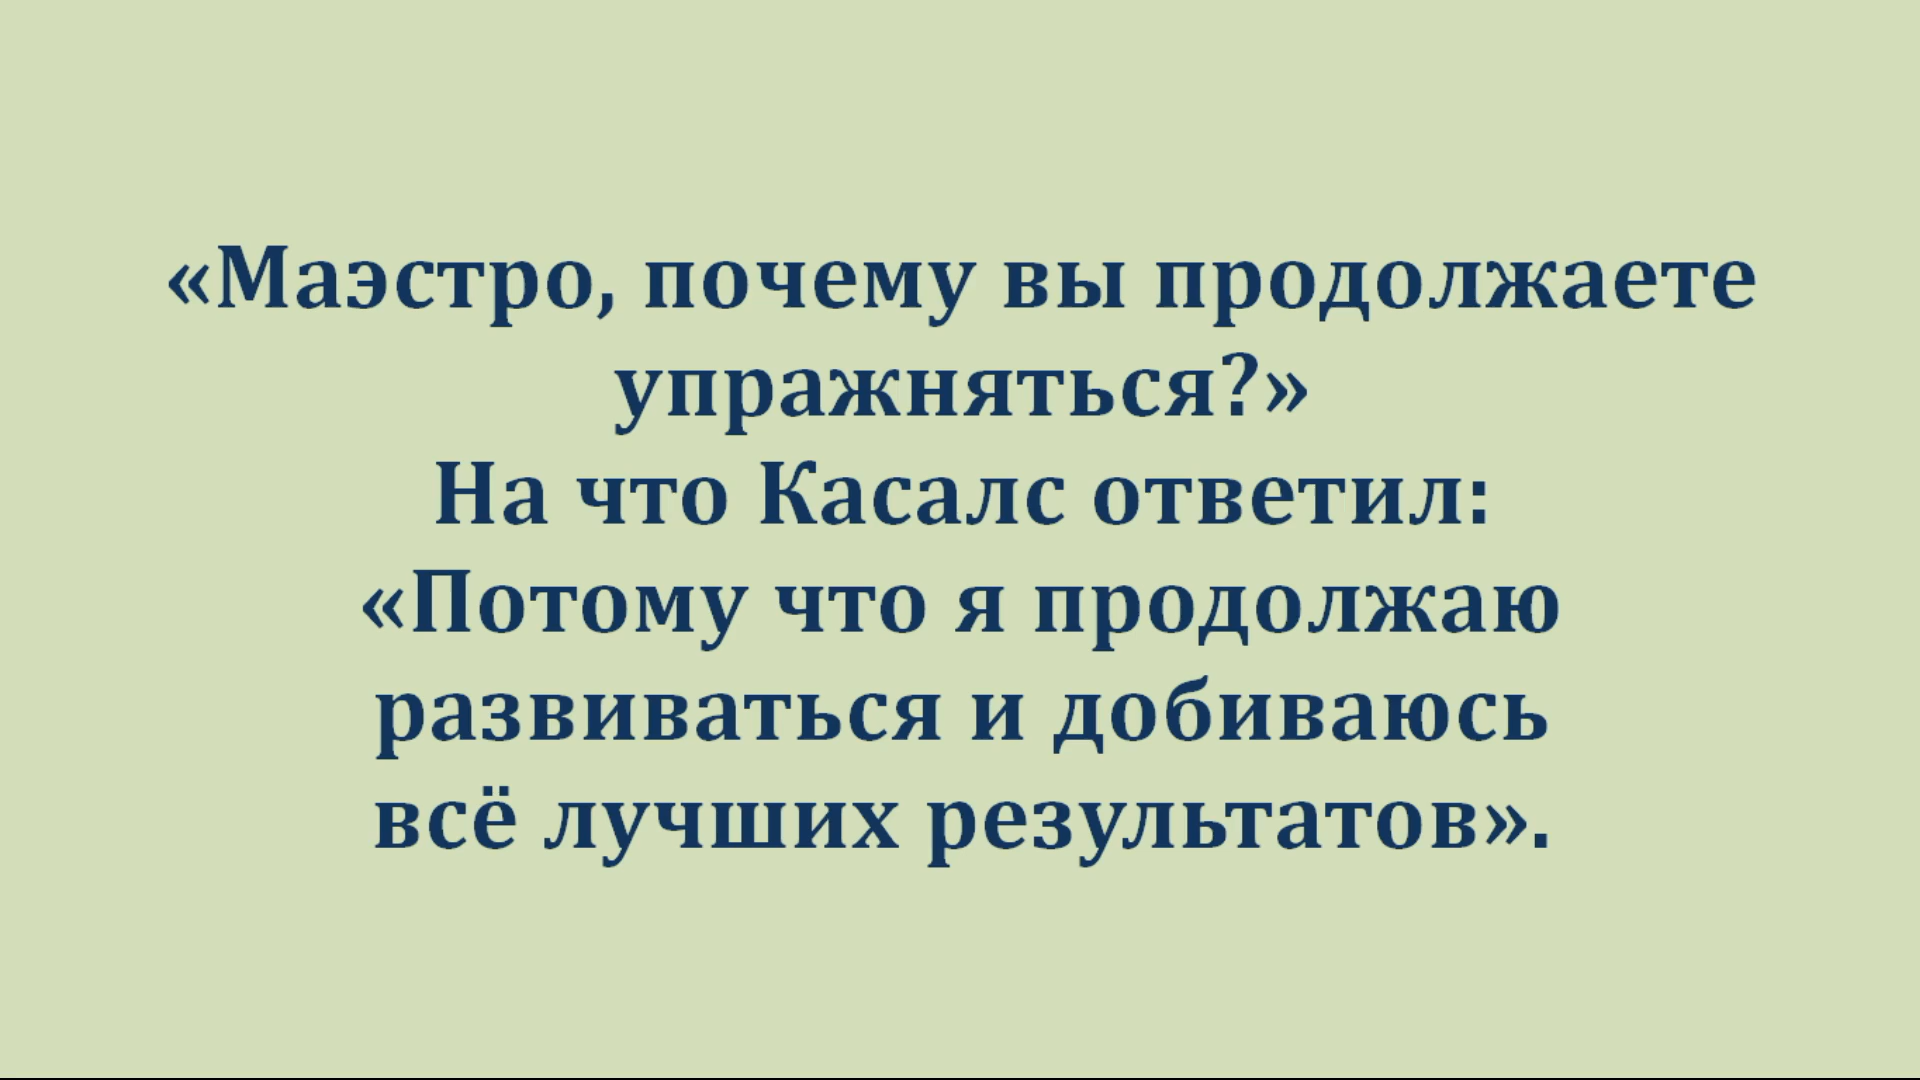 «Маэстро, почему вы продолжаете
упражняться?»
На что Касалс ответил:
«Потому что я продолжаю
развиваться и добиваюсь
всё лучших результатов».